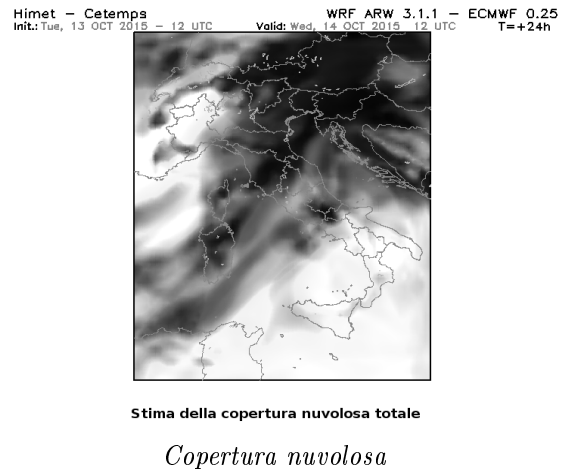 Himet – Cetemps WRF ARW 3.1.1 – ECMWF 0.25
Init.: Tue, 13 OCT 2015 – 12 UTC Valid: Wed, 14 OCT 2015 12 UTC T=+24h
Stima della copertura nuvolosa totale
Copertura nuvolosa